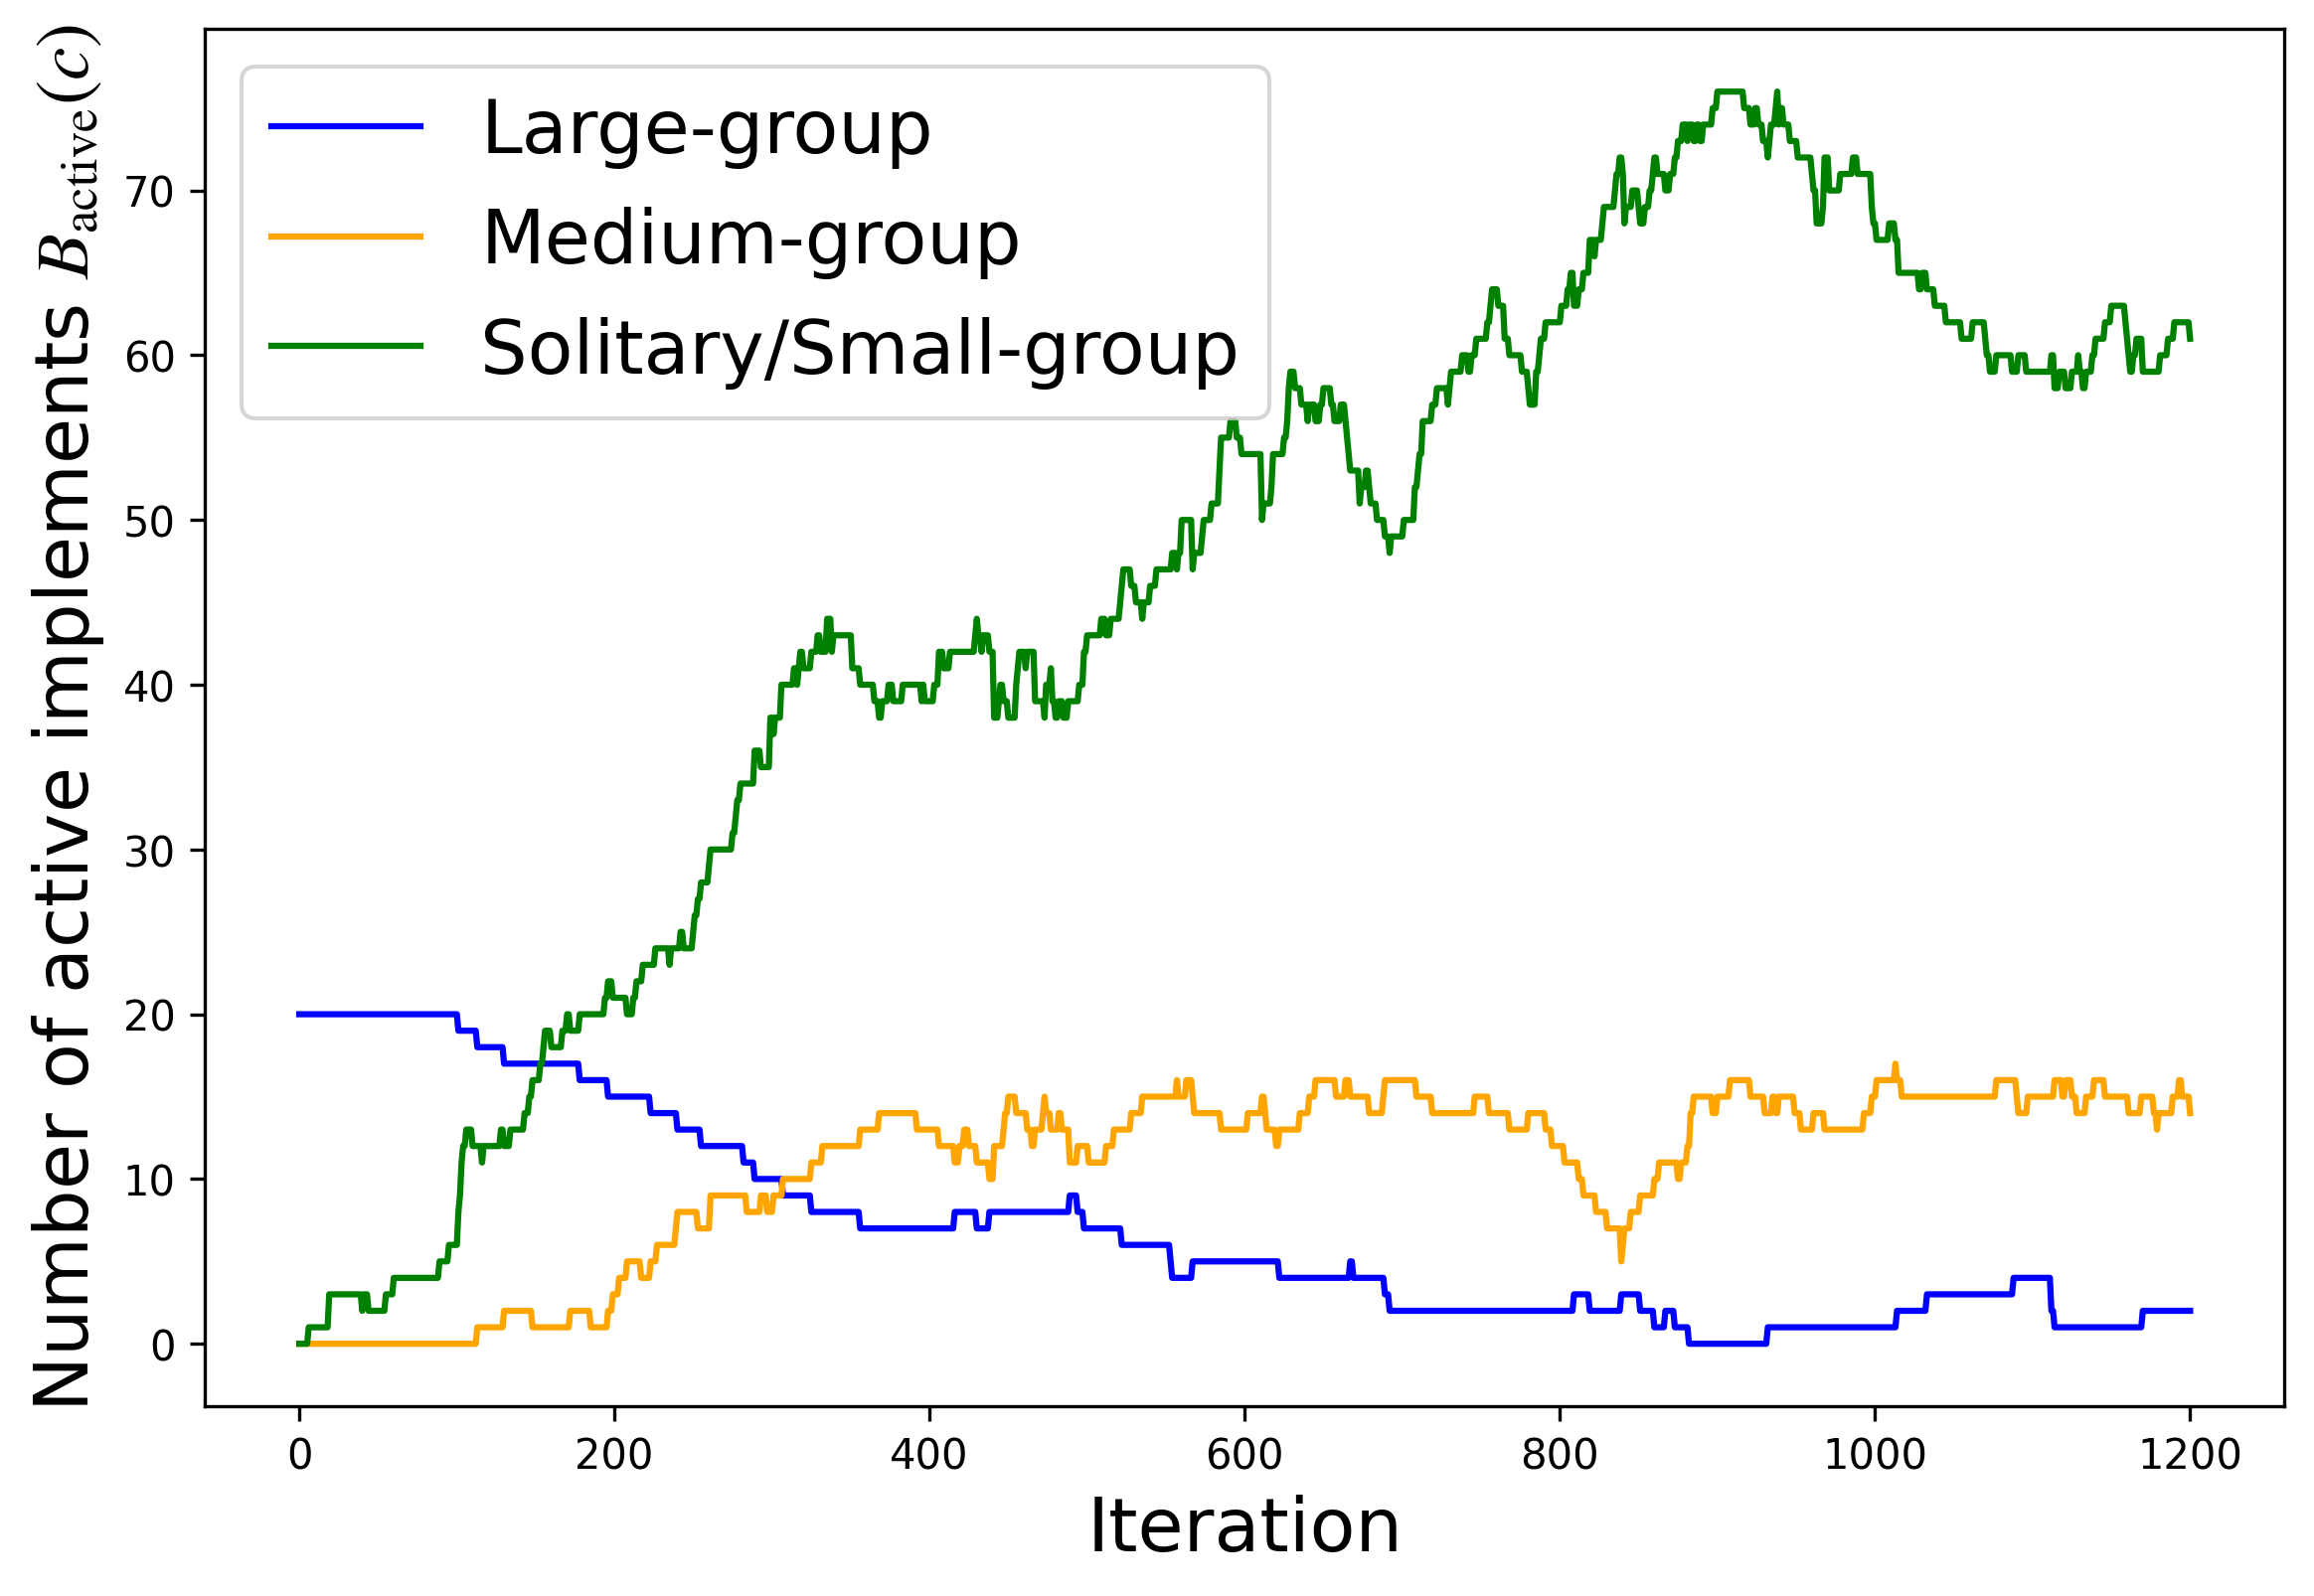 Number of active implements B_active(c)
Large-group
Medium-group
Solitary/Small-group
70
60
50
40
30
20
10
0
0 200 400 600 800 1000 1200
Iteration